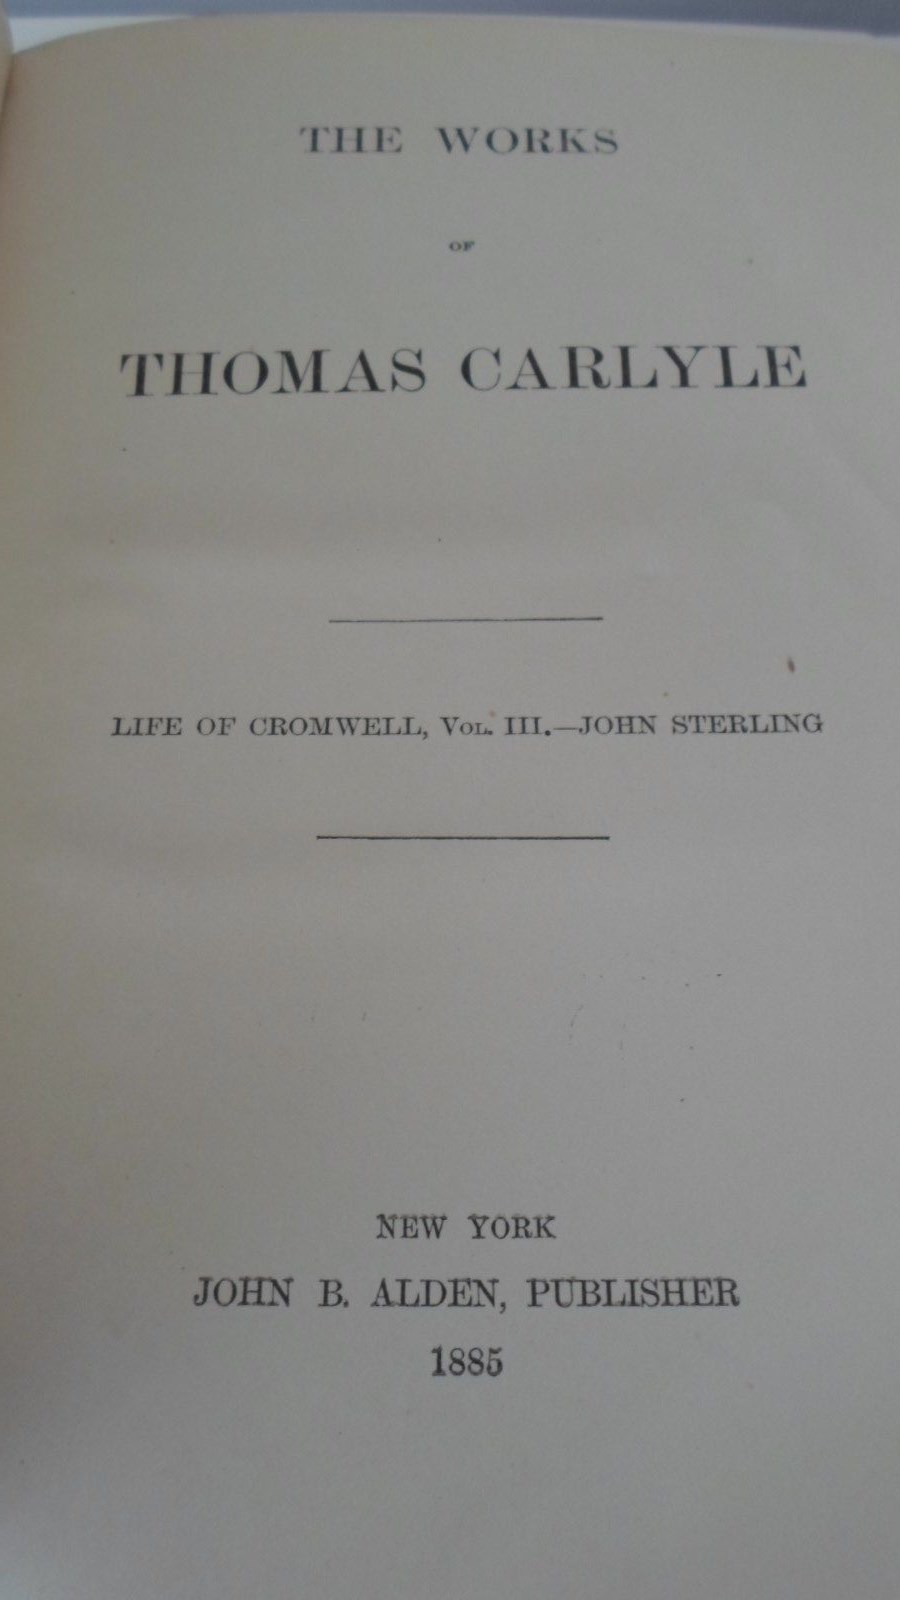 THE WORKS
OF
THOMAS CARLYLE
LIFE OF CROMWELL, VOL. III.—JOHN STERLING
NEW YORK
JOHN B. ALDEN, PUBLISHER
1885